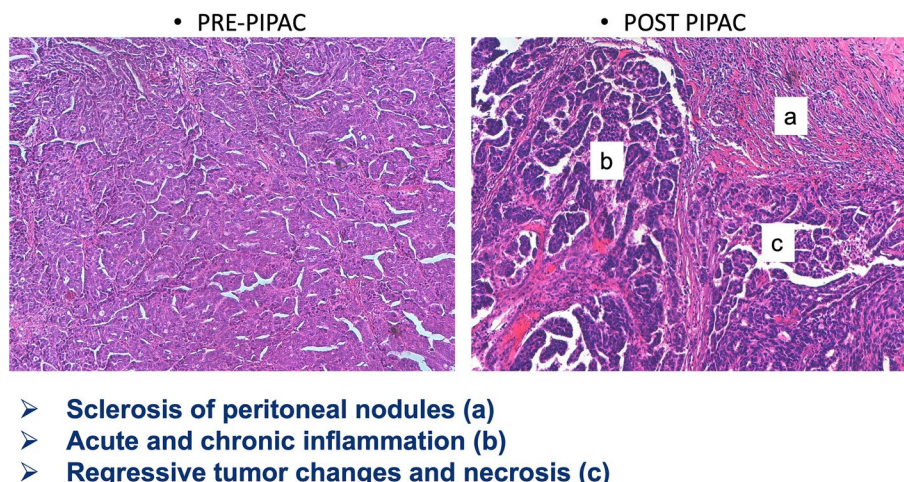 • PRE-PIPAC
• POST PIPAC
a
b
c
➢ Sclerosis of peritoneal nodules (a)
➢ Acute and chronic inflammation (b)
➢ Regressive tumor changes and necrosis (c)